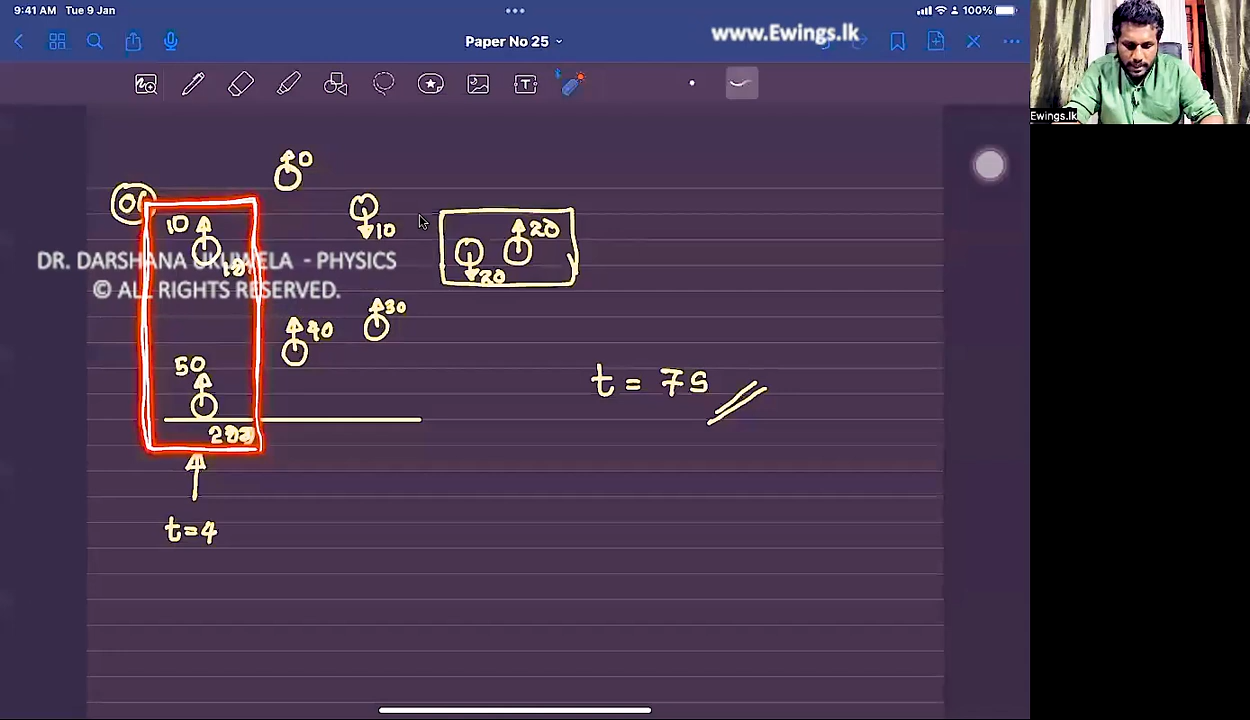 9:41 AM Tue 9 Jan
100%
www.Ewings.lk
Paper No 25
Ewings.lk
0
10
10
20
20
DR. DARSHANA UKUWELA - PHYSICS
© ALL RIGHTS RESERVED.
30
40
50
t = 7s
t=4